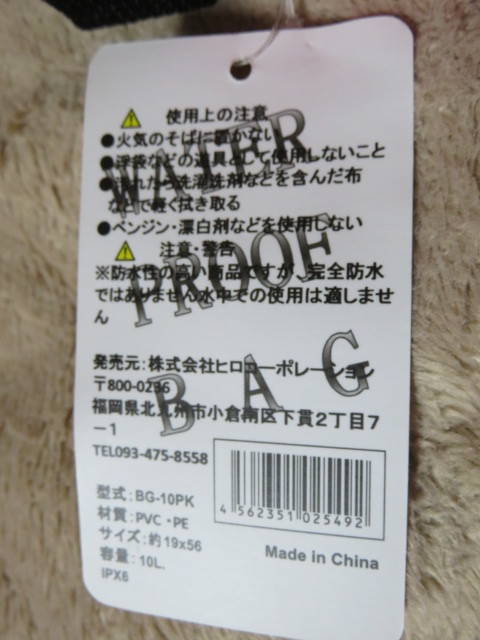 使用上の注意
●火気のそばに置かない
●浮袋などの道具として使用しないこと
●汚れたら洗濯洗剤などを含んだ布
などで軽く拭き取る
●ベンジン・漂白剤などを使用しない
注意・警告
※防水性の高い商品ですが、完全防水
ではありません水中での使用は適しませ
ん
WATER
PROOF
BAG
発売元:株式会社ヒロコーポレーション
〒800-0236
福岡県北九州市小倉南区下貫2丁目7
-1
TEL093-475-8558
型式:BG-10PK
材質:PVC・PE
サイズ:約19x56
容量:10L.
IPX6
4562351025492
Made in China